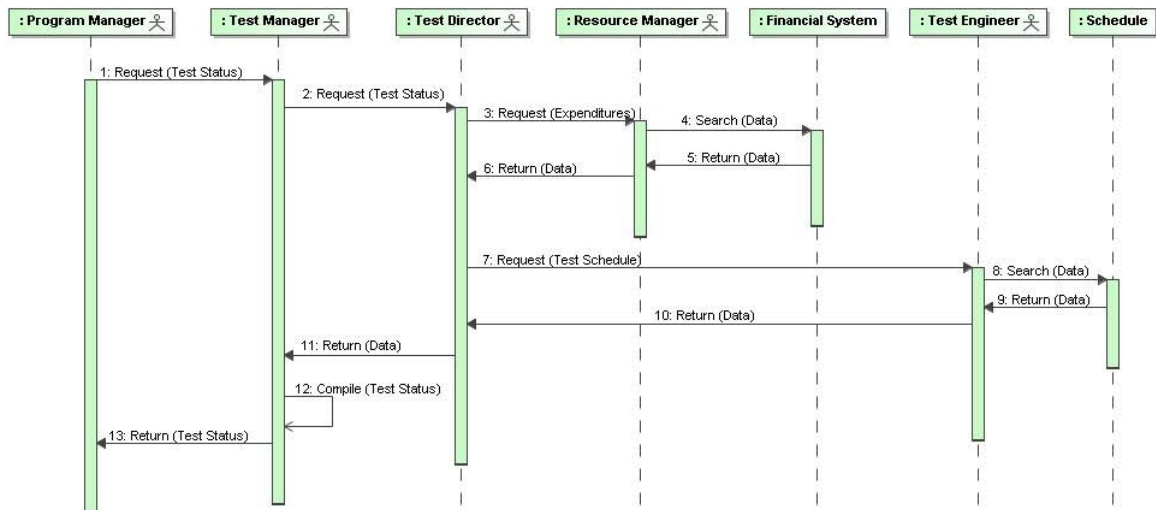 : Program Manager
: Test Manager
: Test Director
: Resource Manager
: Financial System
: Test Engineer
: Schedule
1: Request (Test Status)
2: Request (Test Status)
3: Request (Expenditures)
4: Search (Data)
5: Return (Data)
6: Return (Data)
7: Request (Test Schedule)
8: Search (Data)
9: Return (Data)
10: Return (Data)
11: Return (Data)
12: Compile (Test Status)
13: Return (Test Status)